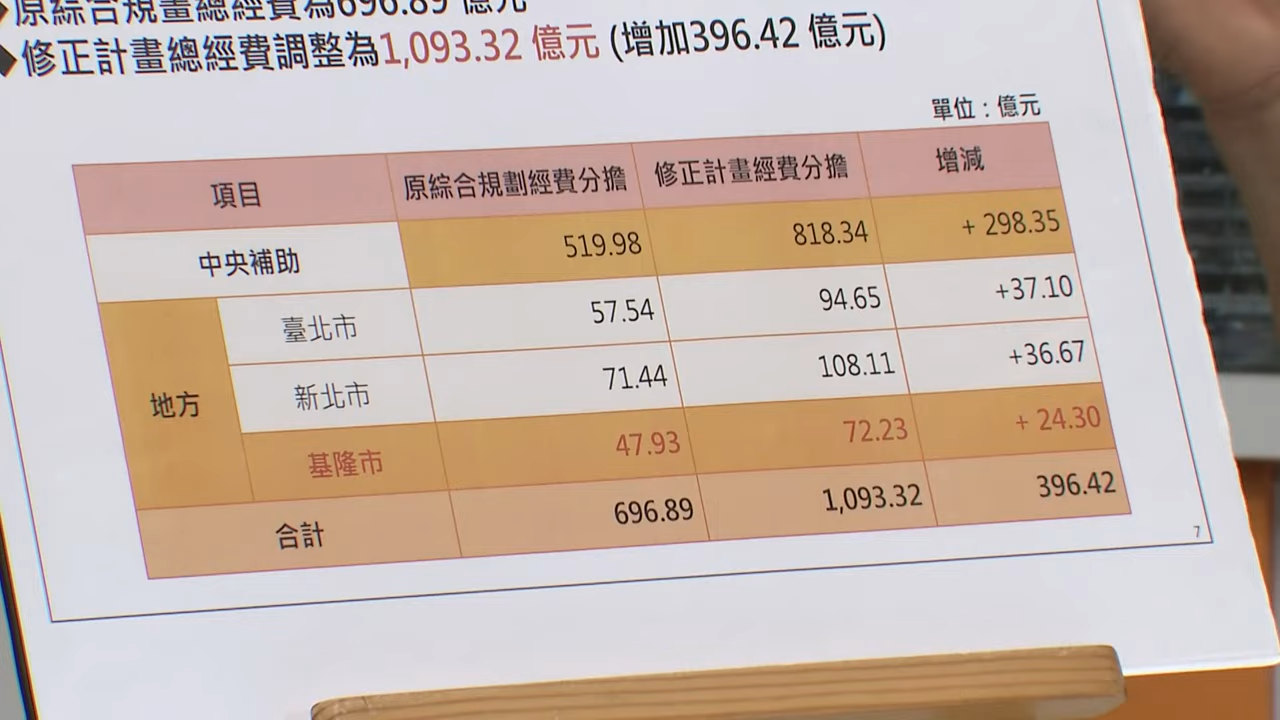 原綜合規畫總經費為696.89 億元
◆修正計畫總經費調整為1,093.32 億元 (增加396.42 億元)
單位：億元
項目 原綜合規劃經費分擔 修正計畫經費分擔 增減
中央補助 519.98 818.34 + 298.35
地方 臺北市 57.54 94.65 +37.10
新北市 71.44 108.11 +36.67
基隆市 47.93 72.23 + 24.30
合計 696.89 1,093.32 396.42
7